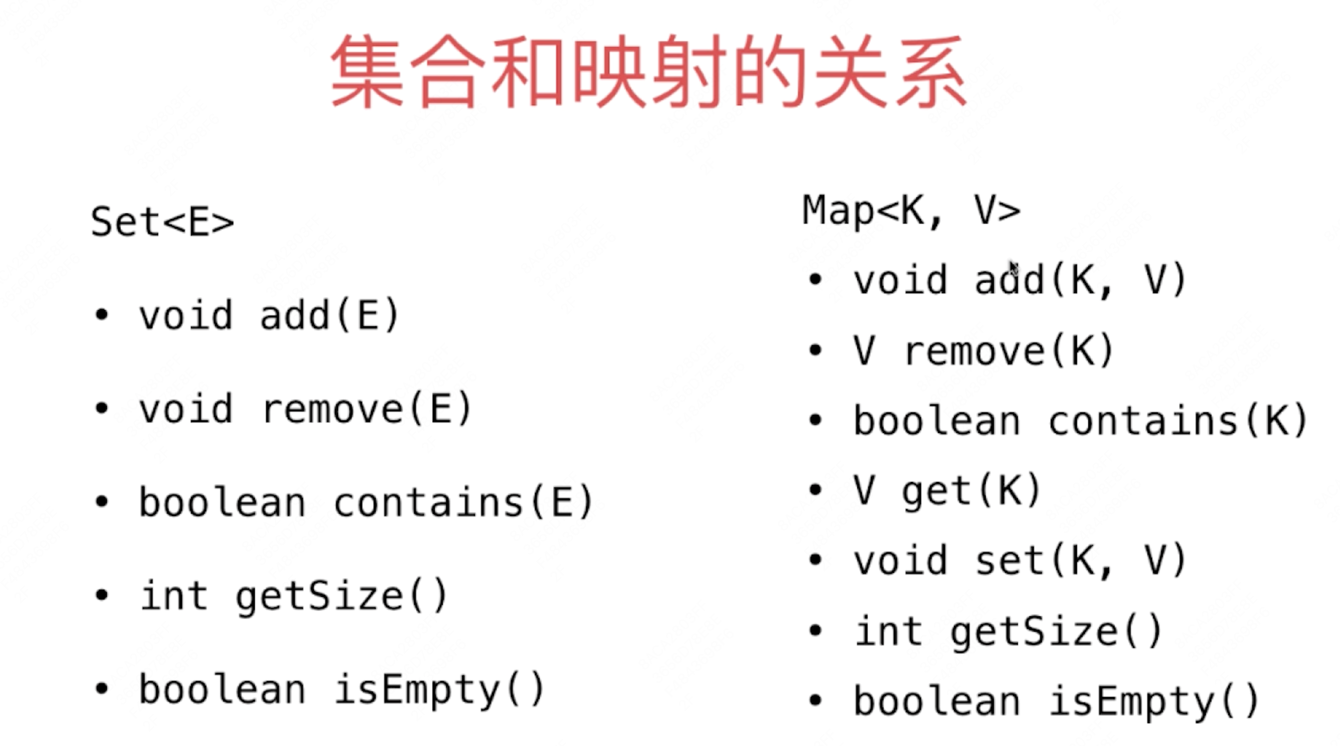 集合和映射的关系
Set<E>
• void add(E)
• void remove(E)
• boolean contains(E)
• int getSize()
• boolean isEmpty()
Map<K, V>
• void add(K, V)
• V remove(K)
• boolean contains(K)
• V get(K)
• void set(K, V)
• int getSize()
• boolean isEmpty()